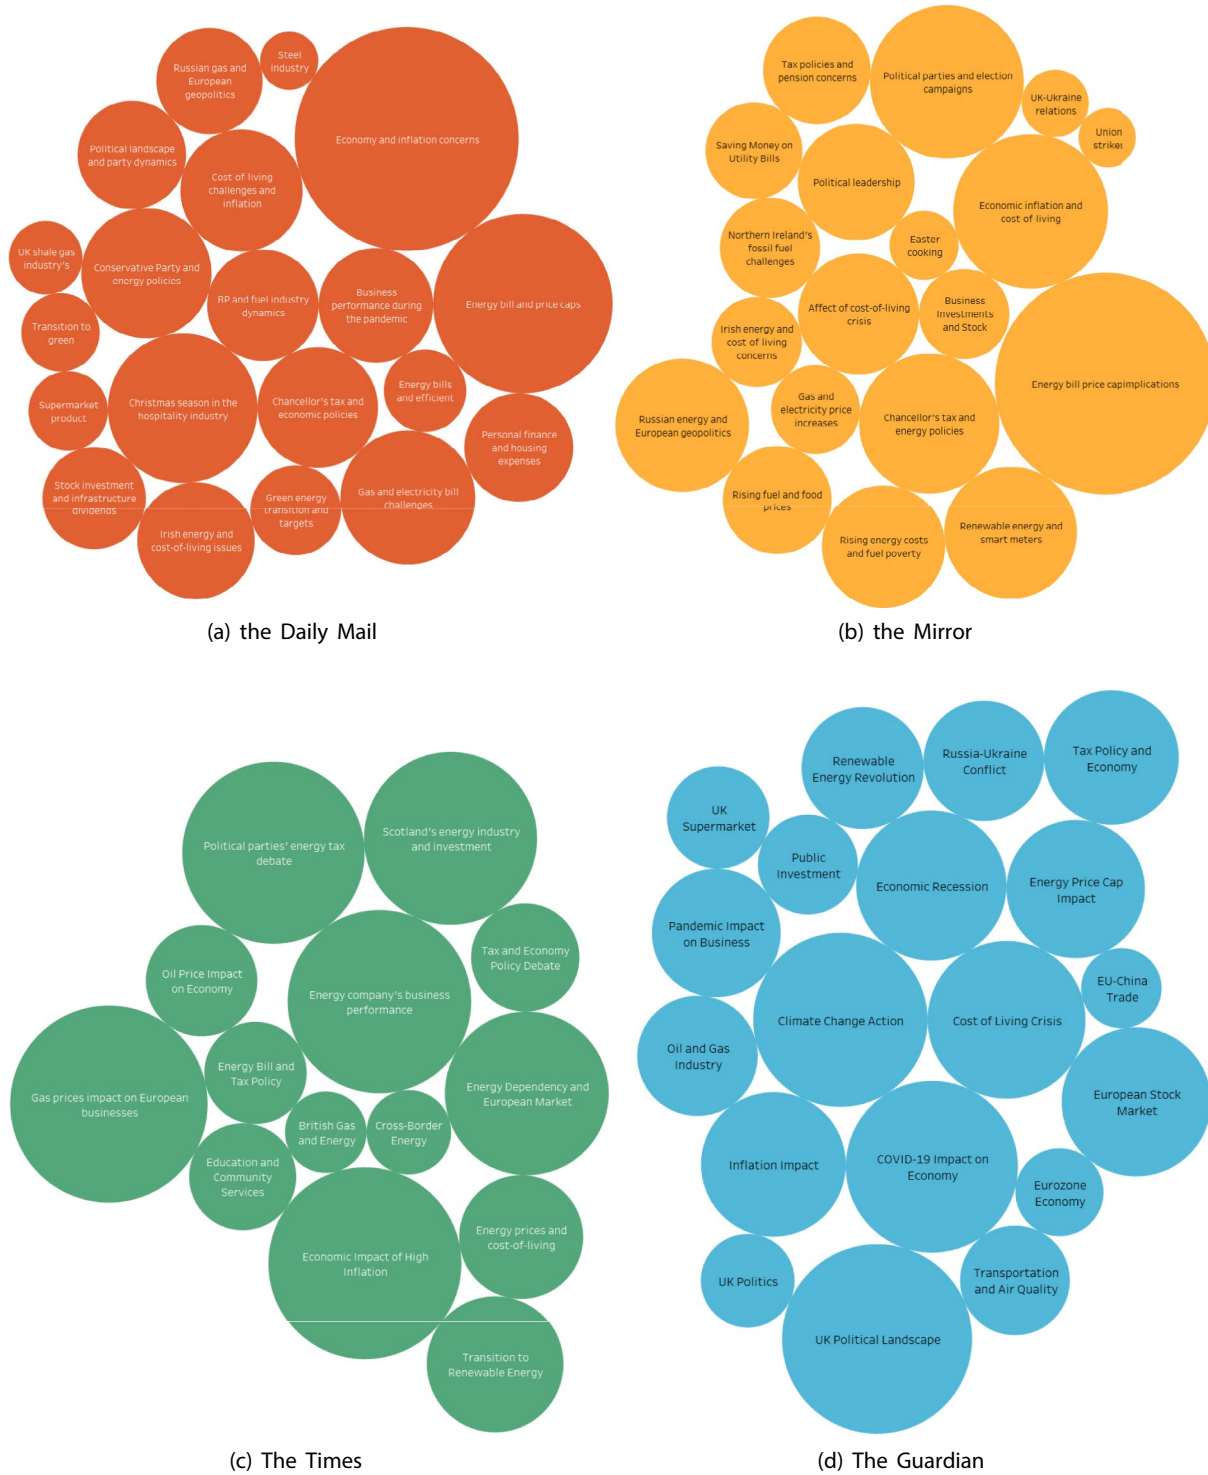 Steel
industry
Russian gas and
European
geopolitics
Economy and inflation concerns
Political landscape
and party dynamics
Cost-of-living
challenges and
inflation
UK shale gas
industry's
Conservative Party and
energy policies
BP and fuel industry
dynamics
Business
performance during
the pandemic
Energy bill and price caps
Transition to
green
Supermarket
product
Christmas season in the
hospitality industry
Chancellor's tax and
economic policies
Energy bills
and efficient
Personal finance
and housing
expenses
Stock investment
and infrastructure
dividends
Irish energy and
cost-of-living issues
Green energy
transition and
targets
Gas and electricity bill
challenges
(a) the Daily Mail
Tax policies and
pension concerns
Political parties and election
campaigns
UK-Ukraine
relations
Union
strikes
Saving Money on
Utility Bills
Political leadership
Economic inflation and
cost-of-living
Northern Ireland's
fossil fuel
challenges
Easter
cooking
Affect of cost-of-living
crisis
Business
Investments
and Stock
Irish energy and
cost of living
concerns
Energy bill price capimplications
Russian energy and
European geopolitics
Gas and
electricity price
increases
Chancellor's tax and
energy policies
Rising fuel and food
prices
Rising energy costs
and fuel poverty
Renewable energy and
smart meters
(b) the Mirror
Political parties' energy tax
debate
Scotland's energy industry
and investment
Oil Price Impact
on Economy
Tax and Economy
Policy Debate
Energy company's business
performance
Gas prices impact on European
businesses
Energy Bill and
Tax Policy
Energy Dependency and
European Market
British Gas
and Energy
Cross-Border
Energy
Education and
Community
Services
Economic Impact of High
Inflation
Energy prices and
cost-of-living
Transition to
Renewable Energy
(c) The Times
Renewable
Energy Revolution
Russia-Ukraine
Conflict
Tax Policy and
Economy
UK
Supermarket
Public
Investment
Economic Recession
Energy Price Cap
Impact
Pandemic Impact
on Business
Climate Change Action
Cost of Living Crisis
EU-China
Trade
Oil and Gas
Industry
European Stock
Market
Inflation Impact
COVID-19 Impact on
Economy
Eurozone
Economy
UK Politics
Transportation
and Air Quality
UK Political Landscape
(d) The Guardian